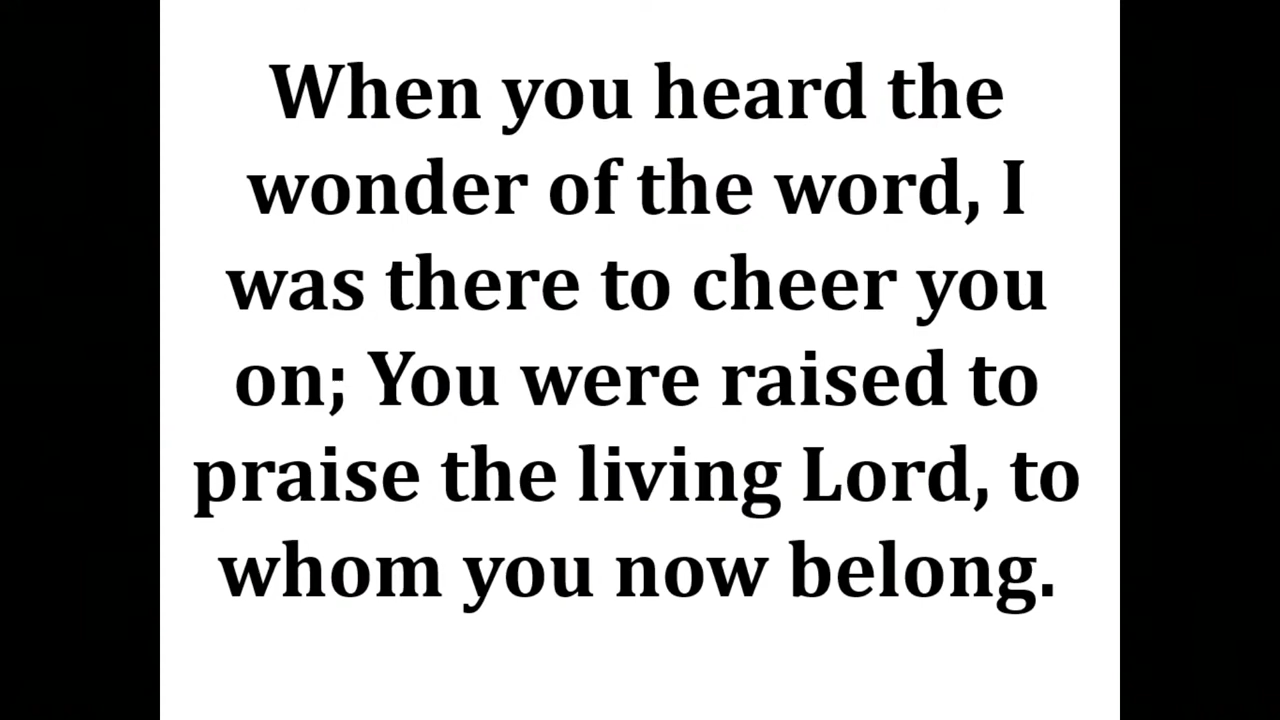 When you heard the
wonder of the word, I
was there to cheer you
on; You were raised to
praise the living Lord, to
whom you now belong.